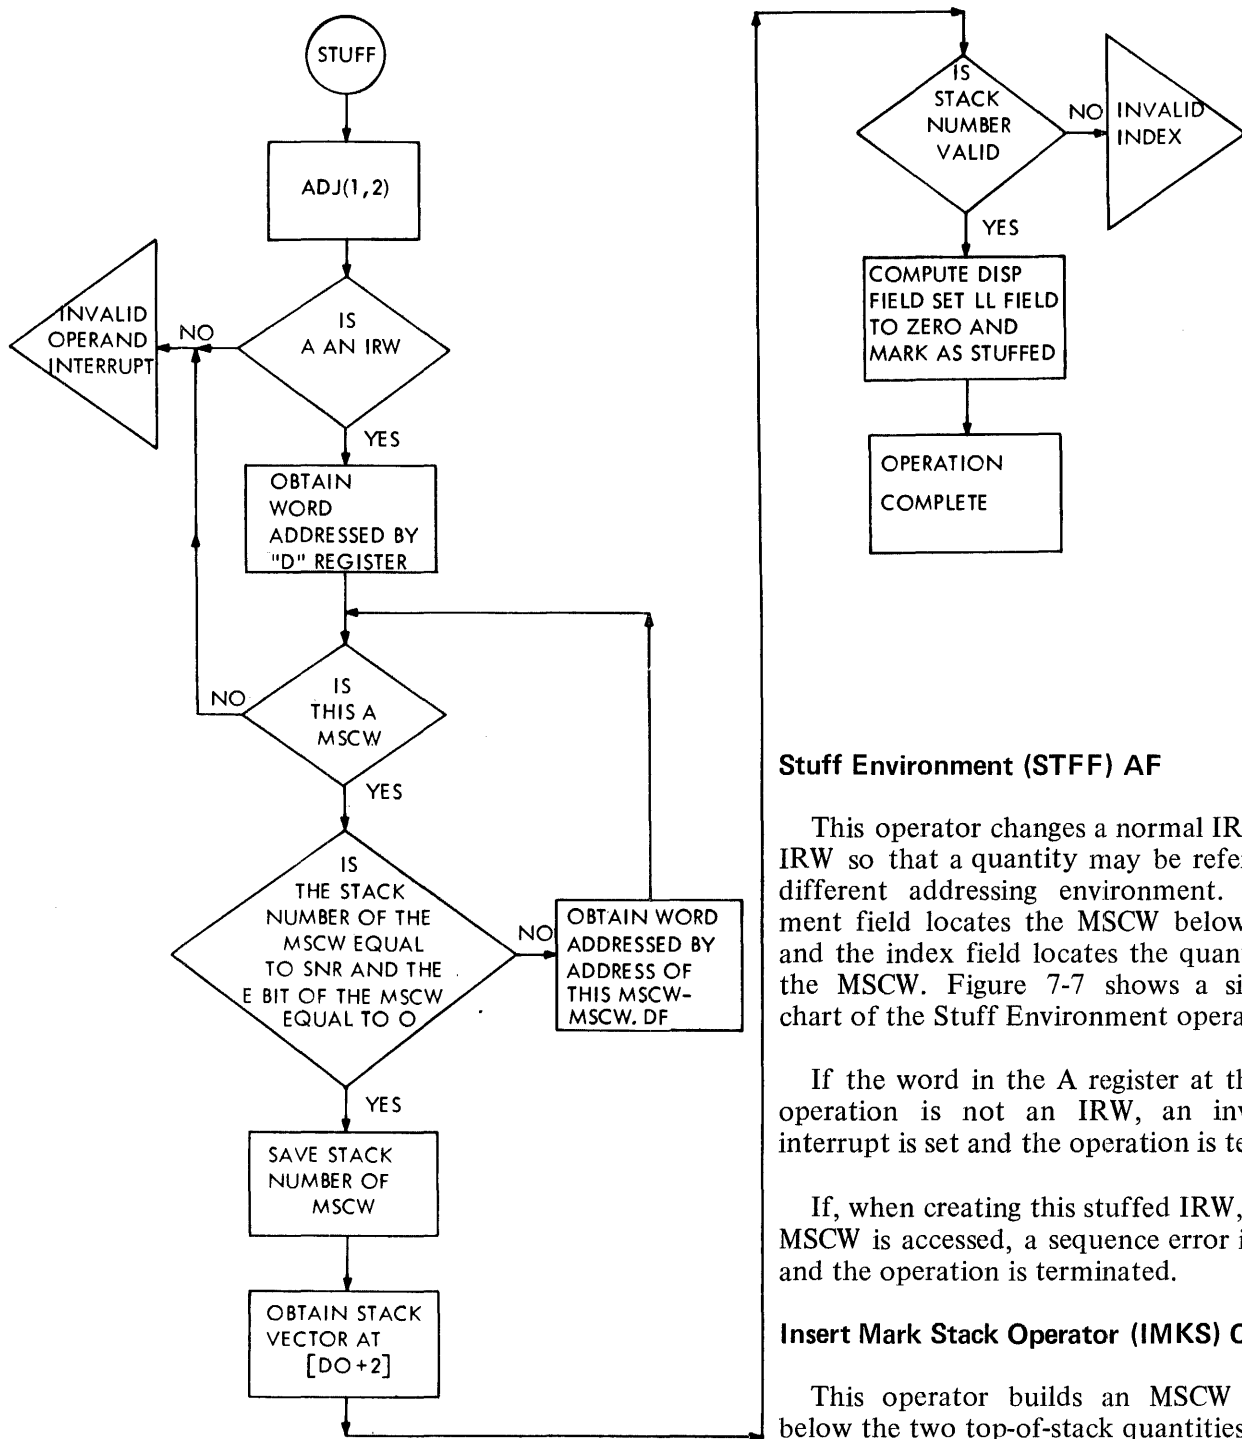 STUFF
ADJ(1,2)
IS
A AN IRW
NO
INVALID
OPERAND
INTERRUPT
YES
OBTAIN
WORD
ADDRESSED BY
"D" REGISTER
IS
THIS A
MSCW
NO
YES
IS
THE STACK
NUMBER OF THE
MSCW EQUAL
TO SNR AND THE
E BIT OF THE MSCW
EQUAL TO O
NO
OBTAIN WORD
ADDRESSED BY
ADDRESS OF
THIS MSCW-
MSCW. DF
YES
SAVE STACK
NUMBER OF
MSCW
OBTAIN STACK
VECTOR AT
[DO+2]
IS
STACK
NUMBER
VALID
NO
INVALID
INDEX
YES
COMPUTE DISP
FIELD SET LL FIELD
TO ZERO AND
MARK AS STUFFED
OPERATION
COMPLETE
Stuff Environment (STFF) AF
This operator changes a normal IR
IRW so that a quantity may be refer
different addressing environment.
ment field locates the MSCW below
and the index field locates the quan
the MSCW. Figure 7-7 shows a si
chart of the Stuff Environment opera
If the word in the A register at th
operation is not an IRW, an inv
interrupt is set and the operation is te
If, when creating this stuffed IRW,
MSCW is accessed, a sequence error i
and the operation is terminated.
Insert Mark Stack Operator (IMKS) C
This operator builds an MSCW
below the two top-of-stack quantities